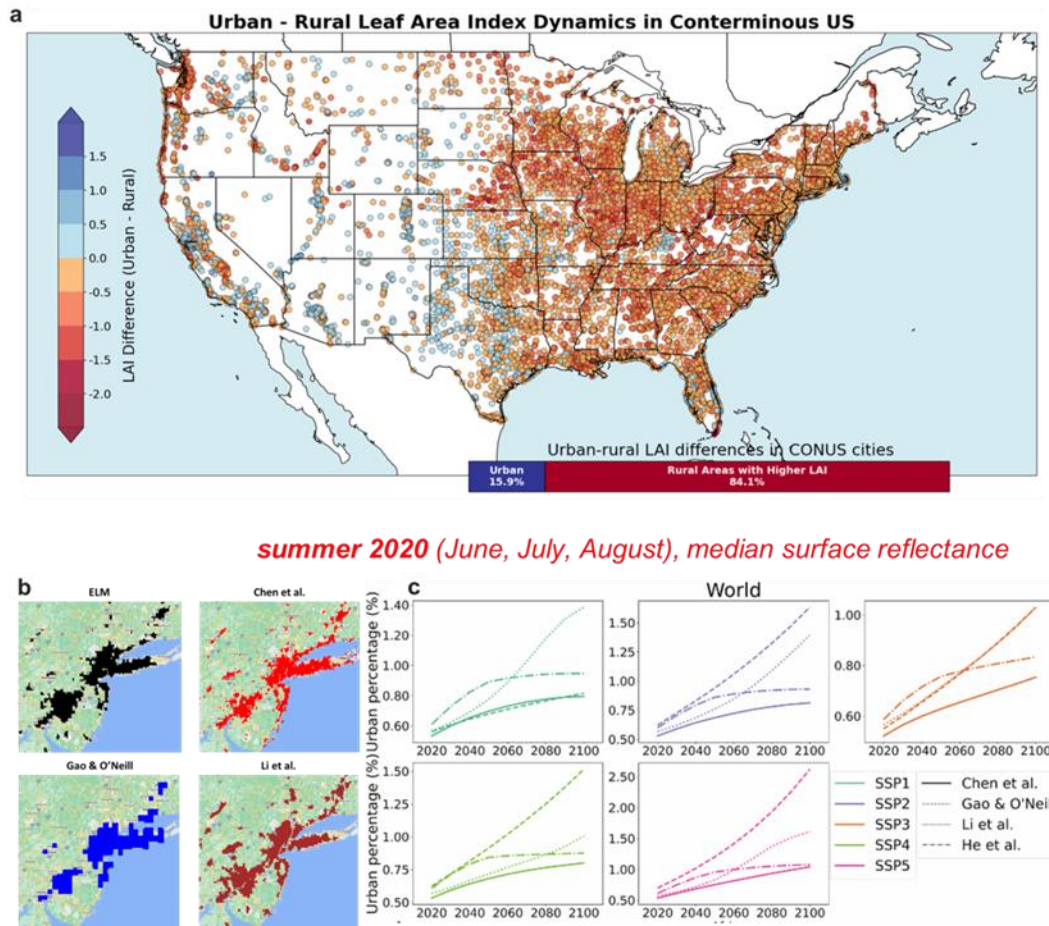 a
Urban - Rural Leaf Area Index Dynamics in Conterminous US
LAI Difference (Urban - Rural)
1.5
1.0
0.5
0.0
-0.5
-1.0
-1.5
-2.0
Urban-rural LAI differences in CONUS cities
Urban
15.9%
Rural Areas with Higher LAI
84.1%
summer 2020 (June, July, August), median surface reflectance
b
ELM
Chen et al.
Gao & O'Neill
Li et al.
c
World
Urban percentage (%)
1.40
1.20
1.00
0.80
0.60
2020 2040 2060 2080 2100
1.50
1.25
1.00
0.75
0.50
2020 2040 2060 2080 2100
1.00
0.80
0.60
2020 2040 2060 2080 2100
Urban percentage (%)
1.50
1.25
1.00
0.75
0.50
2020 2040 2060 2080 2100
2.50
2.00
1.50
1.00
0.50
2020 2040 2060 2080 2100
SSP1
SSP2
SSP3
SSP4
SSP5
Chen et al.
Gao & O'Neil
Li et al.
He et al.